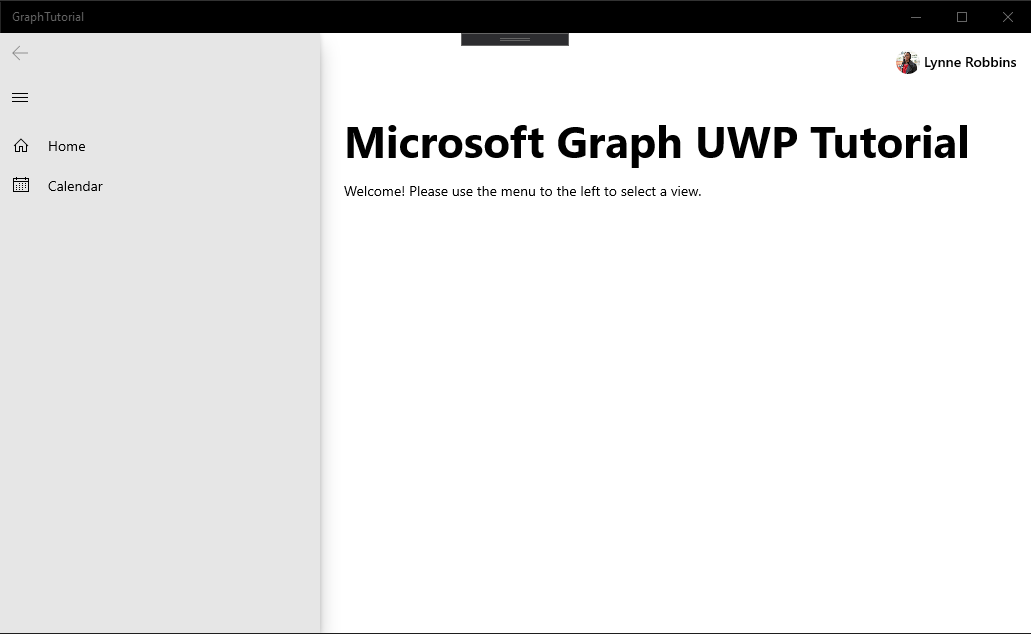 GraphTutorial
Lynne Robbins
Home
Calendar
Microsoft Graph UWP Tutorial
Welcome! Please use the menu to the left to select a view.